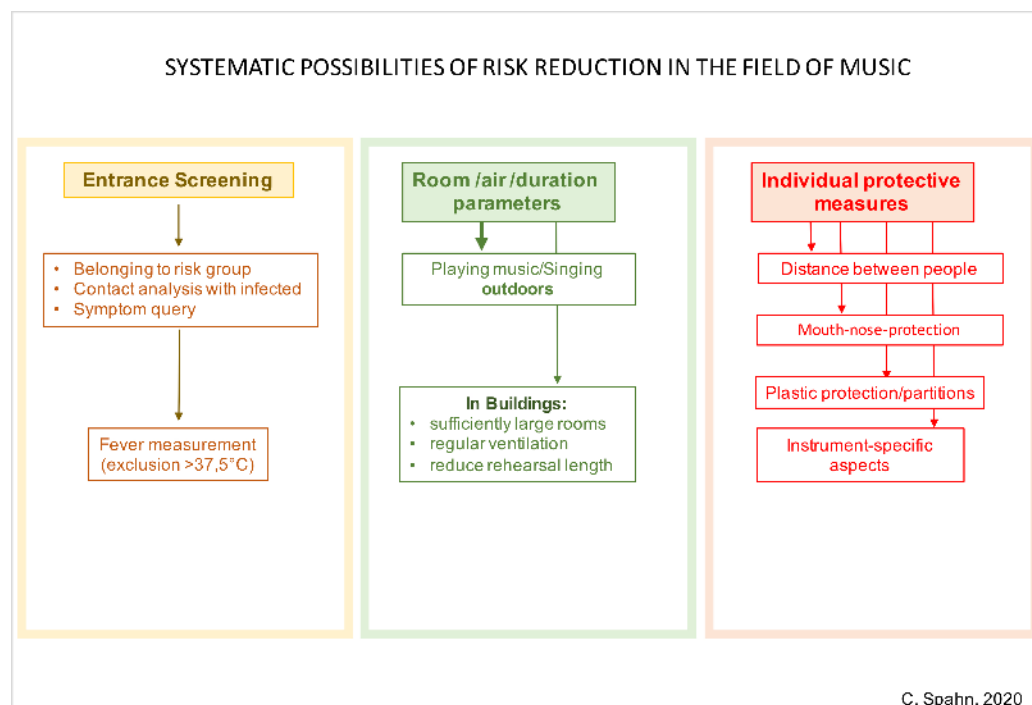 SYSTEMATIC POSSIBILITIES OF RISK REDUCTION IN THE FIELD OF MUSIC
Entrance Screening
• Belonging to risk group
• Contact analysis with infected
• Symptom query
Fever measurement
(exclusion >37,5°C)
Room /air /duration
parameters
Playing music/Singing
outdoors
In Buildings:
• sufficiently large rooms
• regular ventilation
• reduce rehearsal length
Individual protective
measures
Distance between people
Mouth-nose-protection
Plastic protection/partitions
Instrument-specific
aspects
C. Spahn, 2020